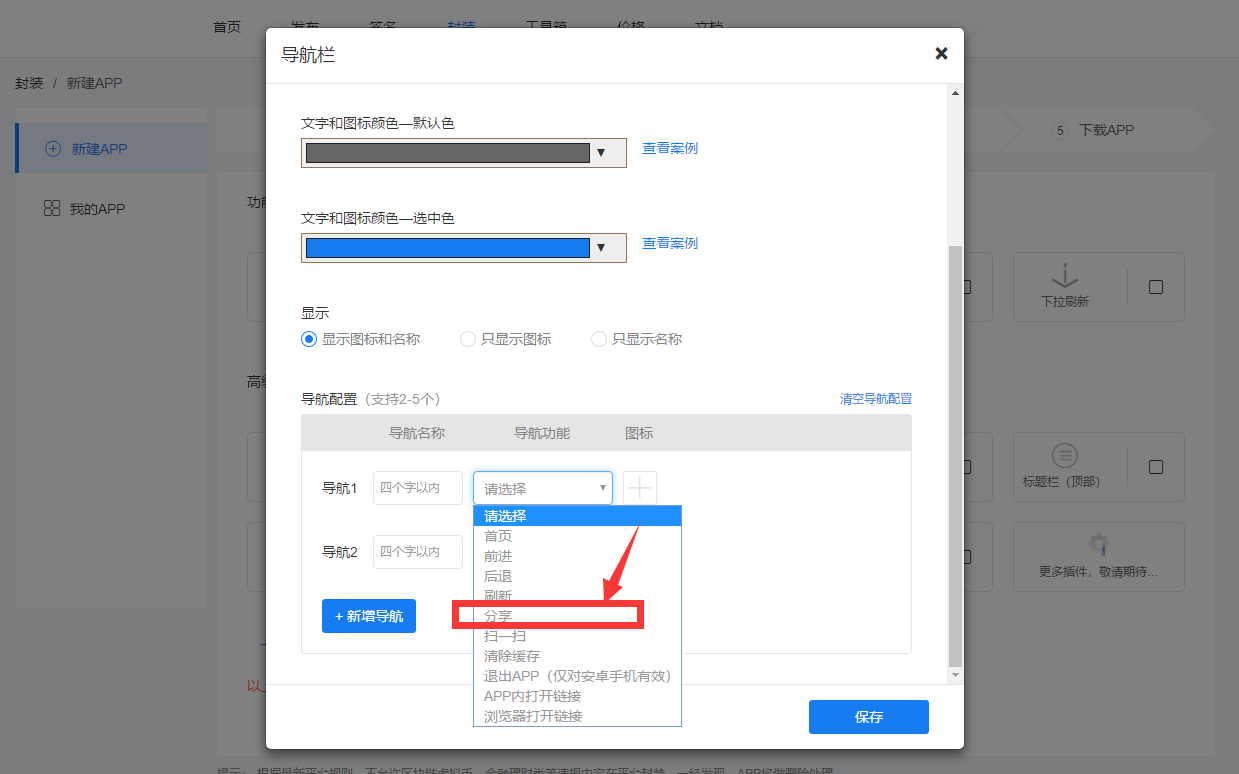 首页 发布 签名 封装 工具箱 价格 文档
导航栏
封装 / 新建APP
文字和图标颜色—默认色
5 下载APP
新建APP
查看案例
我的APP
文字和图标颜色—选中色
查看案例
下拉刷新
显示
显示图标和名称 只显示图标 只显示名称
导航配置（支持2-5个） 清空导航配置
导航名称 导航功能 图标
标题栏（顶部）
导航1 四个字以内 请选择
请选择
首页
导航2 四个字以内
前进
后退
更多插件，敬请期待...
刷新
+ 新增导航
分享
扫一扫
清除缓存
退出APP（仅对安卓手机有效）
APP内打开链接
浏览器打开链接
保存